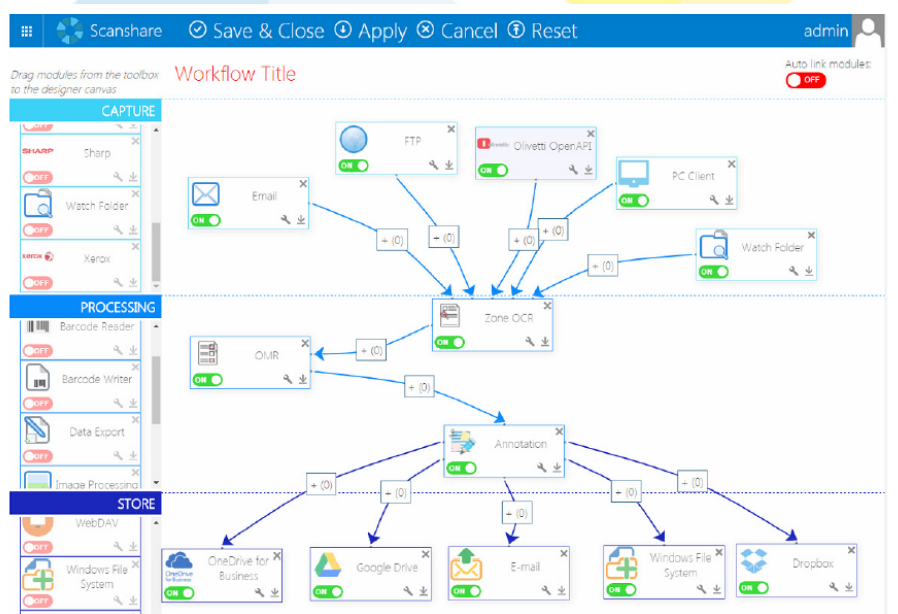 Scanshare
Save & Close
Apply
Cancel
Reset
admin
Drag modules from the toolbox
to the designer canvas
Workflow Title
Auto link modules:
OFF
CAPTURE
OFF
SHARP
Sharp
OFF
Watch Folder
OFF
xerox
Xerox
OFF
FTP
ON
Olivetti OpenAPI
ON
PC Client
ON
Email
ON
Watch Folder
ON
+ (0)
+ (0)
+ (0)
+ (0)
+ (0)
PROCESSING
Barcode Reader
OFF
Barcode Writer
OFF
Data Export
OFF
Image Processing
Zone OCR
ON
OMR
ON
+ (0)
+ (0)
Annotation
ON
+ (0)
+ (0)
+ (0)
+ (0)
+ (0)
STORE
WebDAV
OFF
Windows File
System
OFF
OneDrive
for Business
OneDrive for
Business
ON
Google Drive
ON
E-mail
ON
Windows File
System
ON
Dropbox
ON